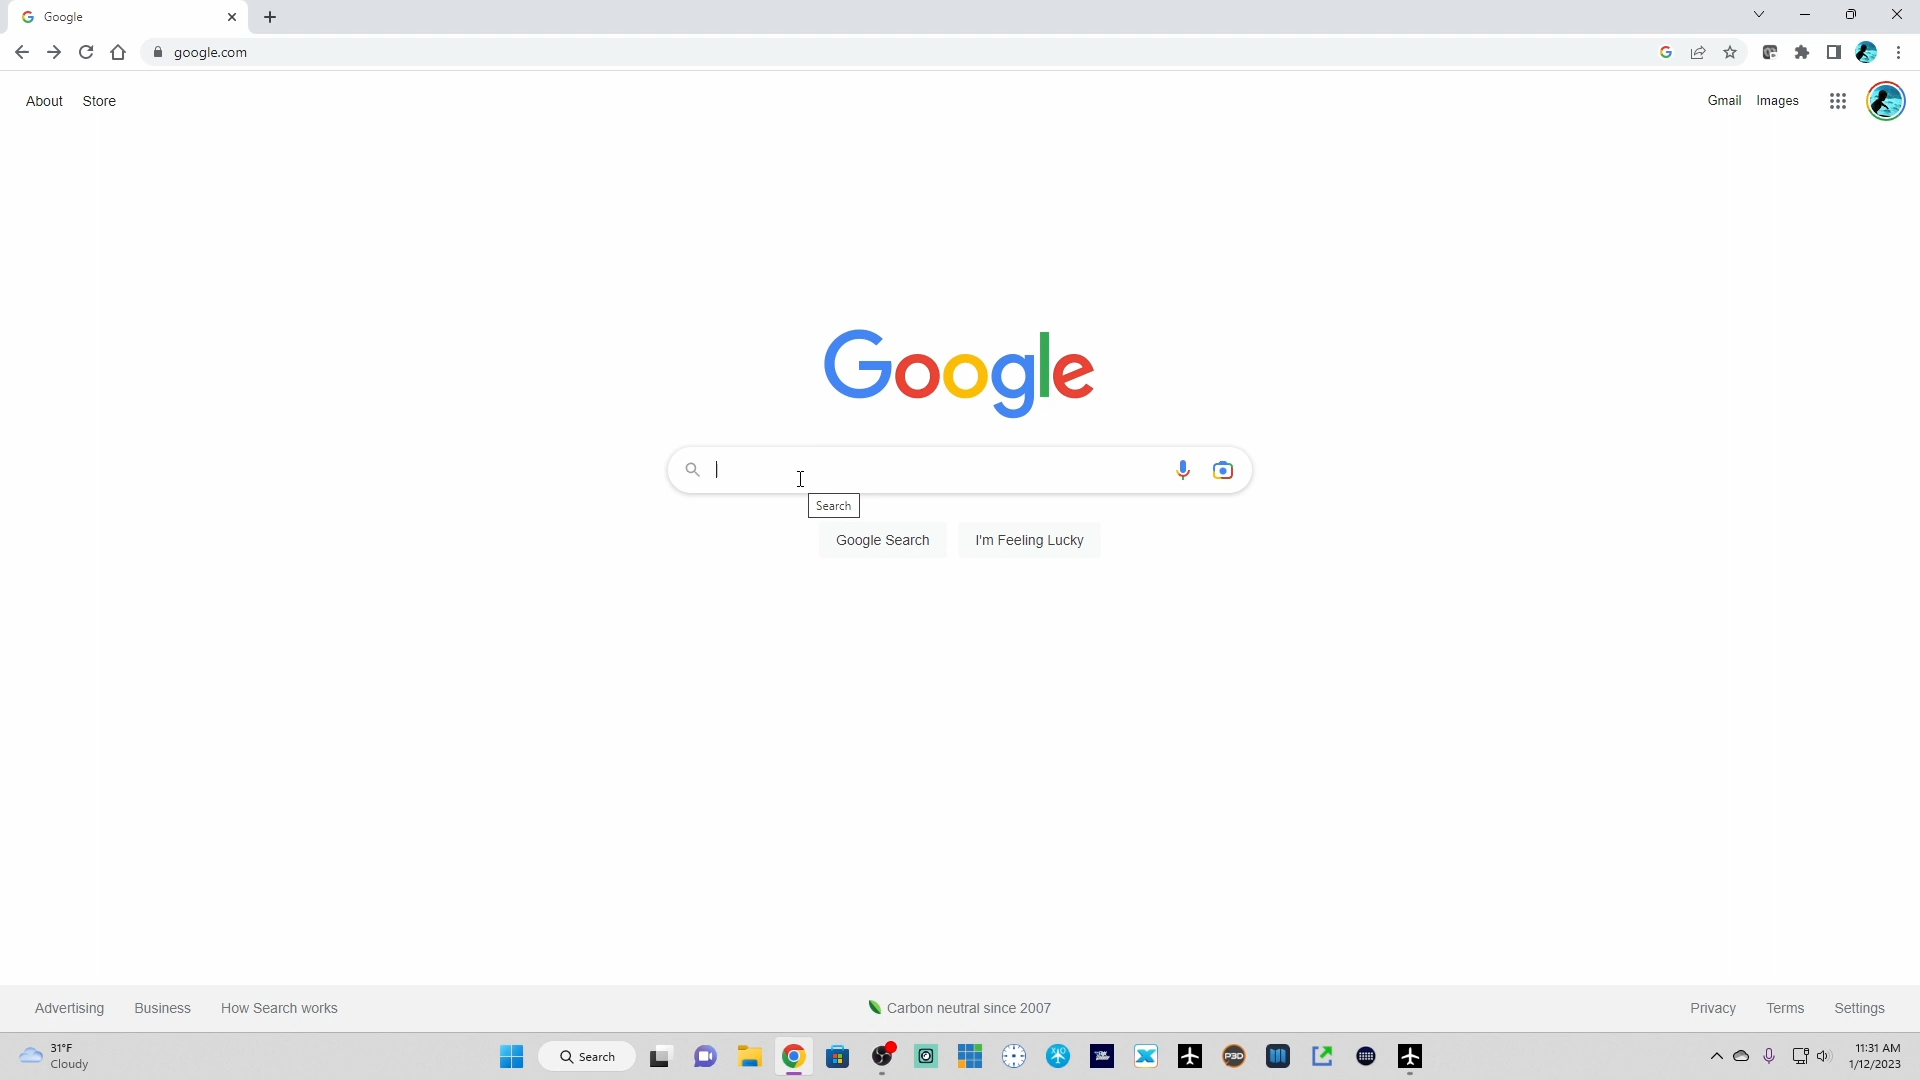 Google
google.com
About Store
Gmail Images
Google
Search
Google Search I'm Feeling Lucky
Advertising Business How Search works
Carbon neutral since 2007
Privacy Terms Settings
31°F
Cloudy
Search
P3D
11:31 AM
1/12/2023